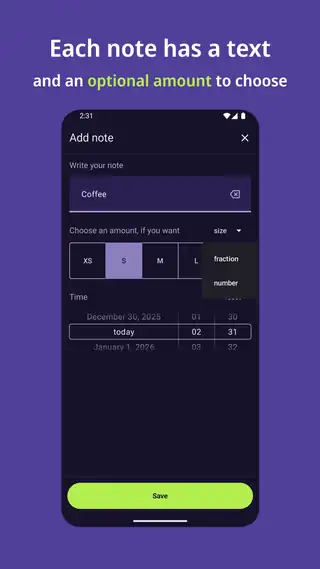 Each note has a text
and an optional amount to choose
2:31
Add note
Write your note
Coffee
Choose an amount, if you want
size
XS
S
M
L
fraction
number
Time
December 30, 2025
01
30
today
02
31
January 1, 2026
03
32
Save